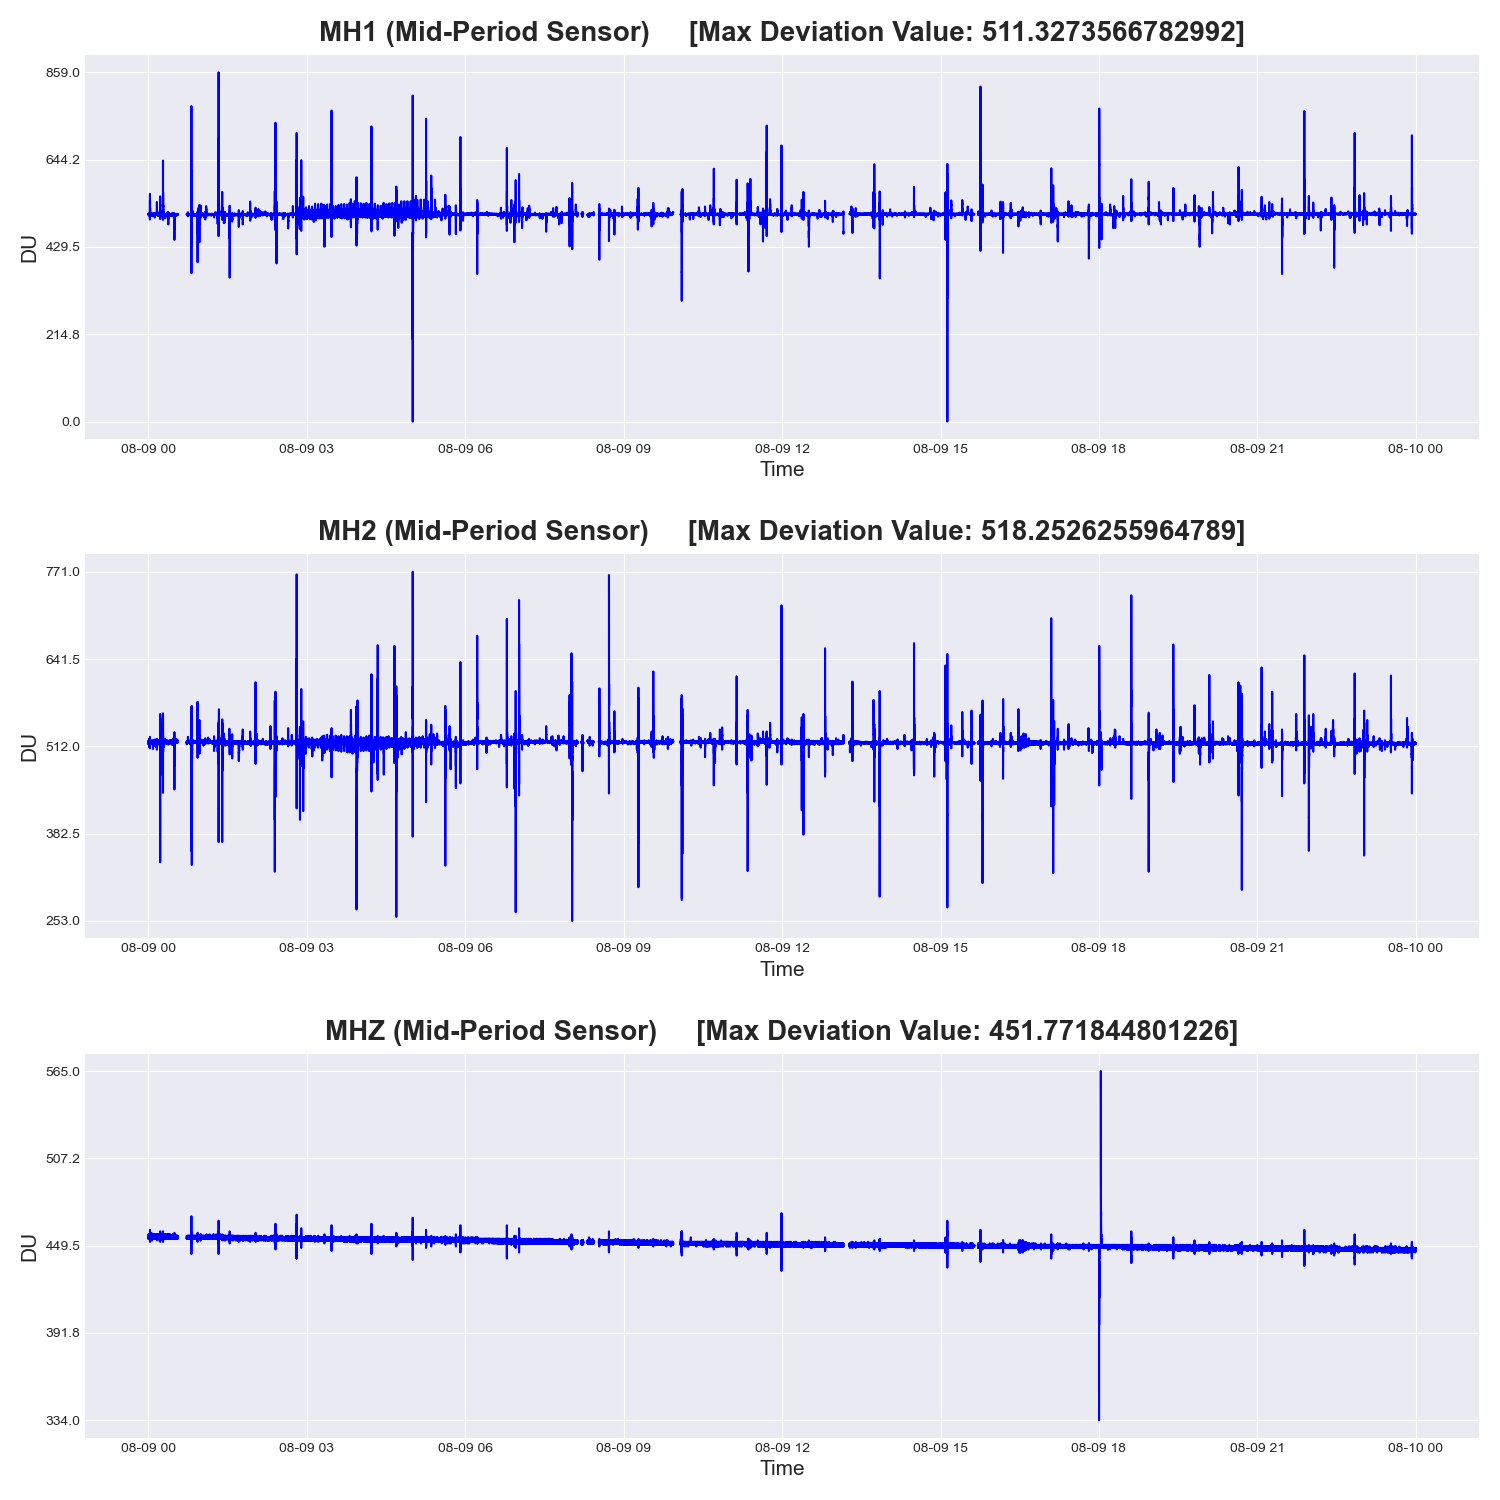 MH1 (Mid-Period Sensor)     [Max Deviation Value: 511.3273566782992]
859.0
644.2
429.5
214.8
0.0
DU
08-09 00 08-09 03 08-09 06 08-09 09 08-09 12 08-09 15 08-09 18 08-09 21 08-10 00
Time
MH2 (Mid-Period Sensor)     [Max Deviation Value: 518.2526255964789]
771.0
641.5
512.0
382.5
253.0
DU
08-09 00 08-09 03 08-09 06 08-09 09 08-09 12 08-09 15 08-09 18 08-09 21 08-10 00
Time
MHZ (Mid-Period Sensor)     [Max Deviation Value: 451.771844801226]
565.0
507.2
449.5
391.8
334.0
DU
08-09 00 08-09 03 08-09 06 08-09 09 08-09 12 08-09 15 08-09 18 08-09 21 08-10 00
Time